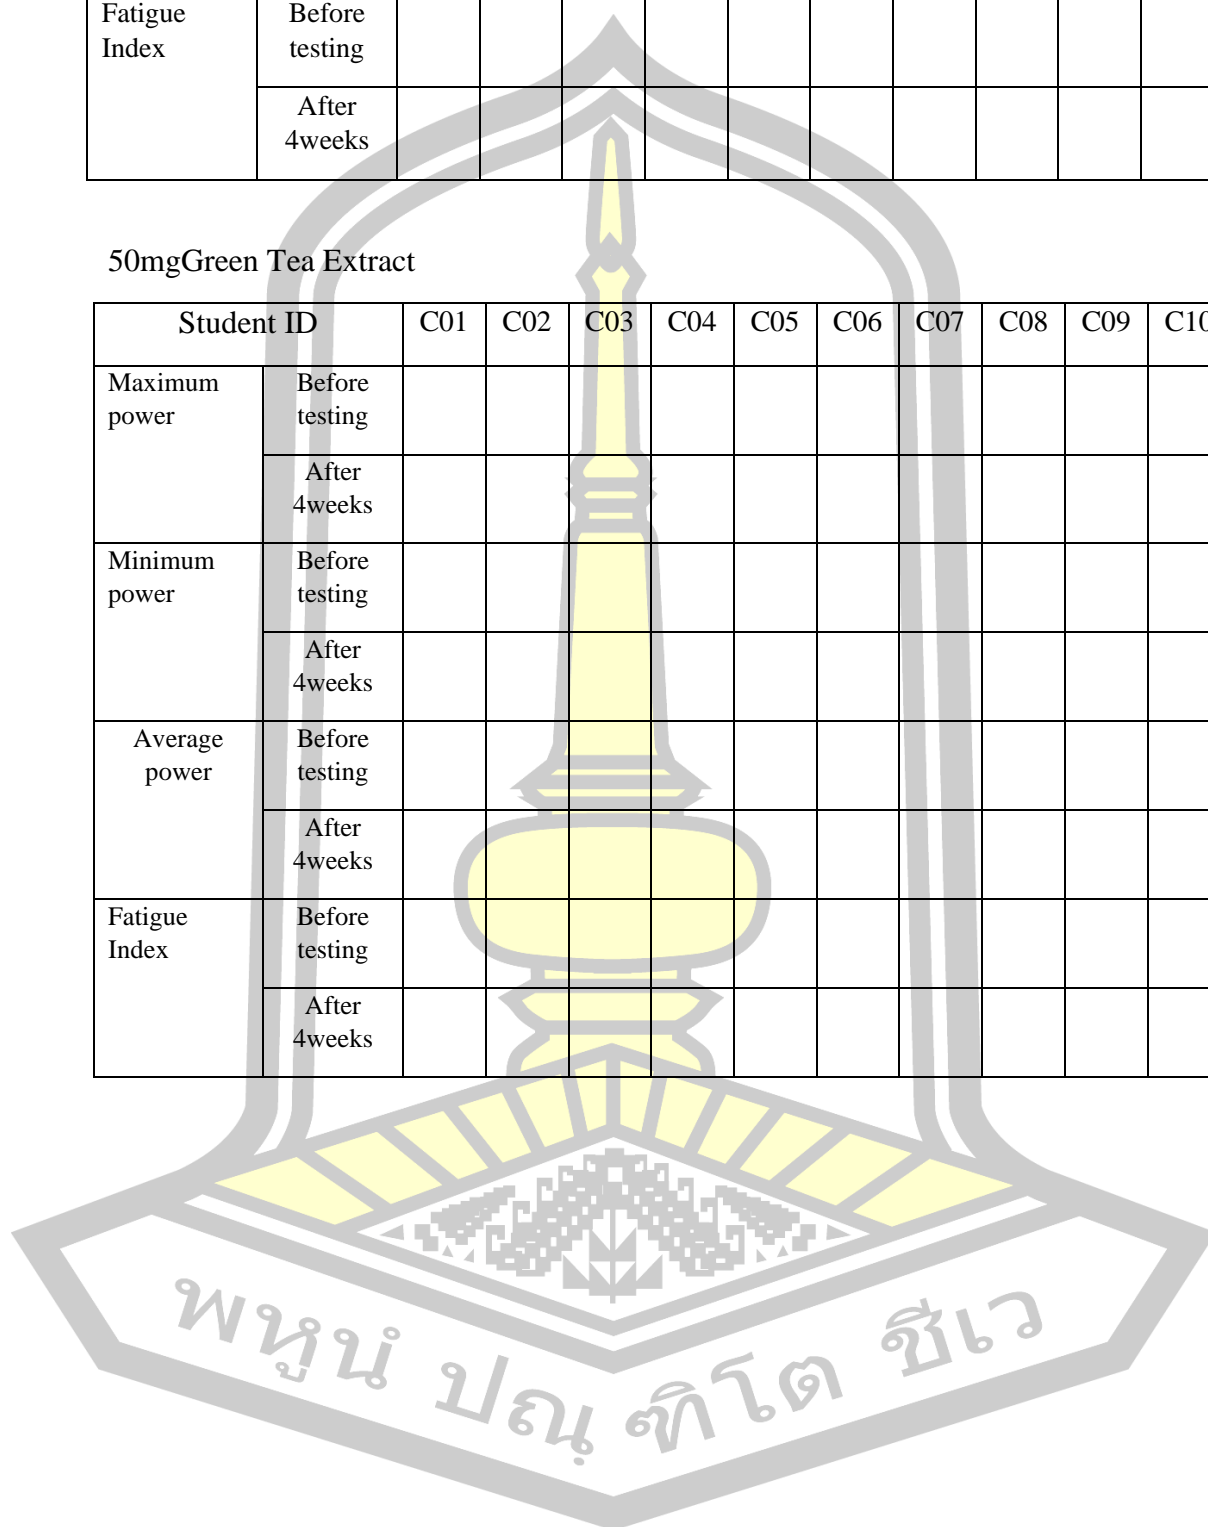 Fatigue Before
Index testing
After
4weeks
50mgGreen Tea Extract
Student ID C01 C02 C03 C04 C05 C06 C07 C08 C09 C10
Maximum Before
power testing
After
4weeks
Minimum Before
power testing
After
4weeks
Average Before
power testing
After
4weeks
Fatigue Before
Index testing
After
4weeks
พหูนํ ปณฺฑิโต ชีเว